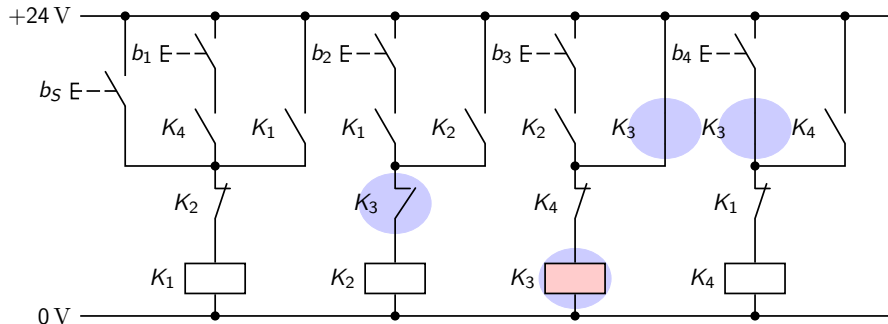 +24 V
b1 b2 b3 b4
bS
K4 K1 K1 K2 K2 K3 K3 K4
K2 K3 K4 K1
K1 K2 K3 K4
0 V